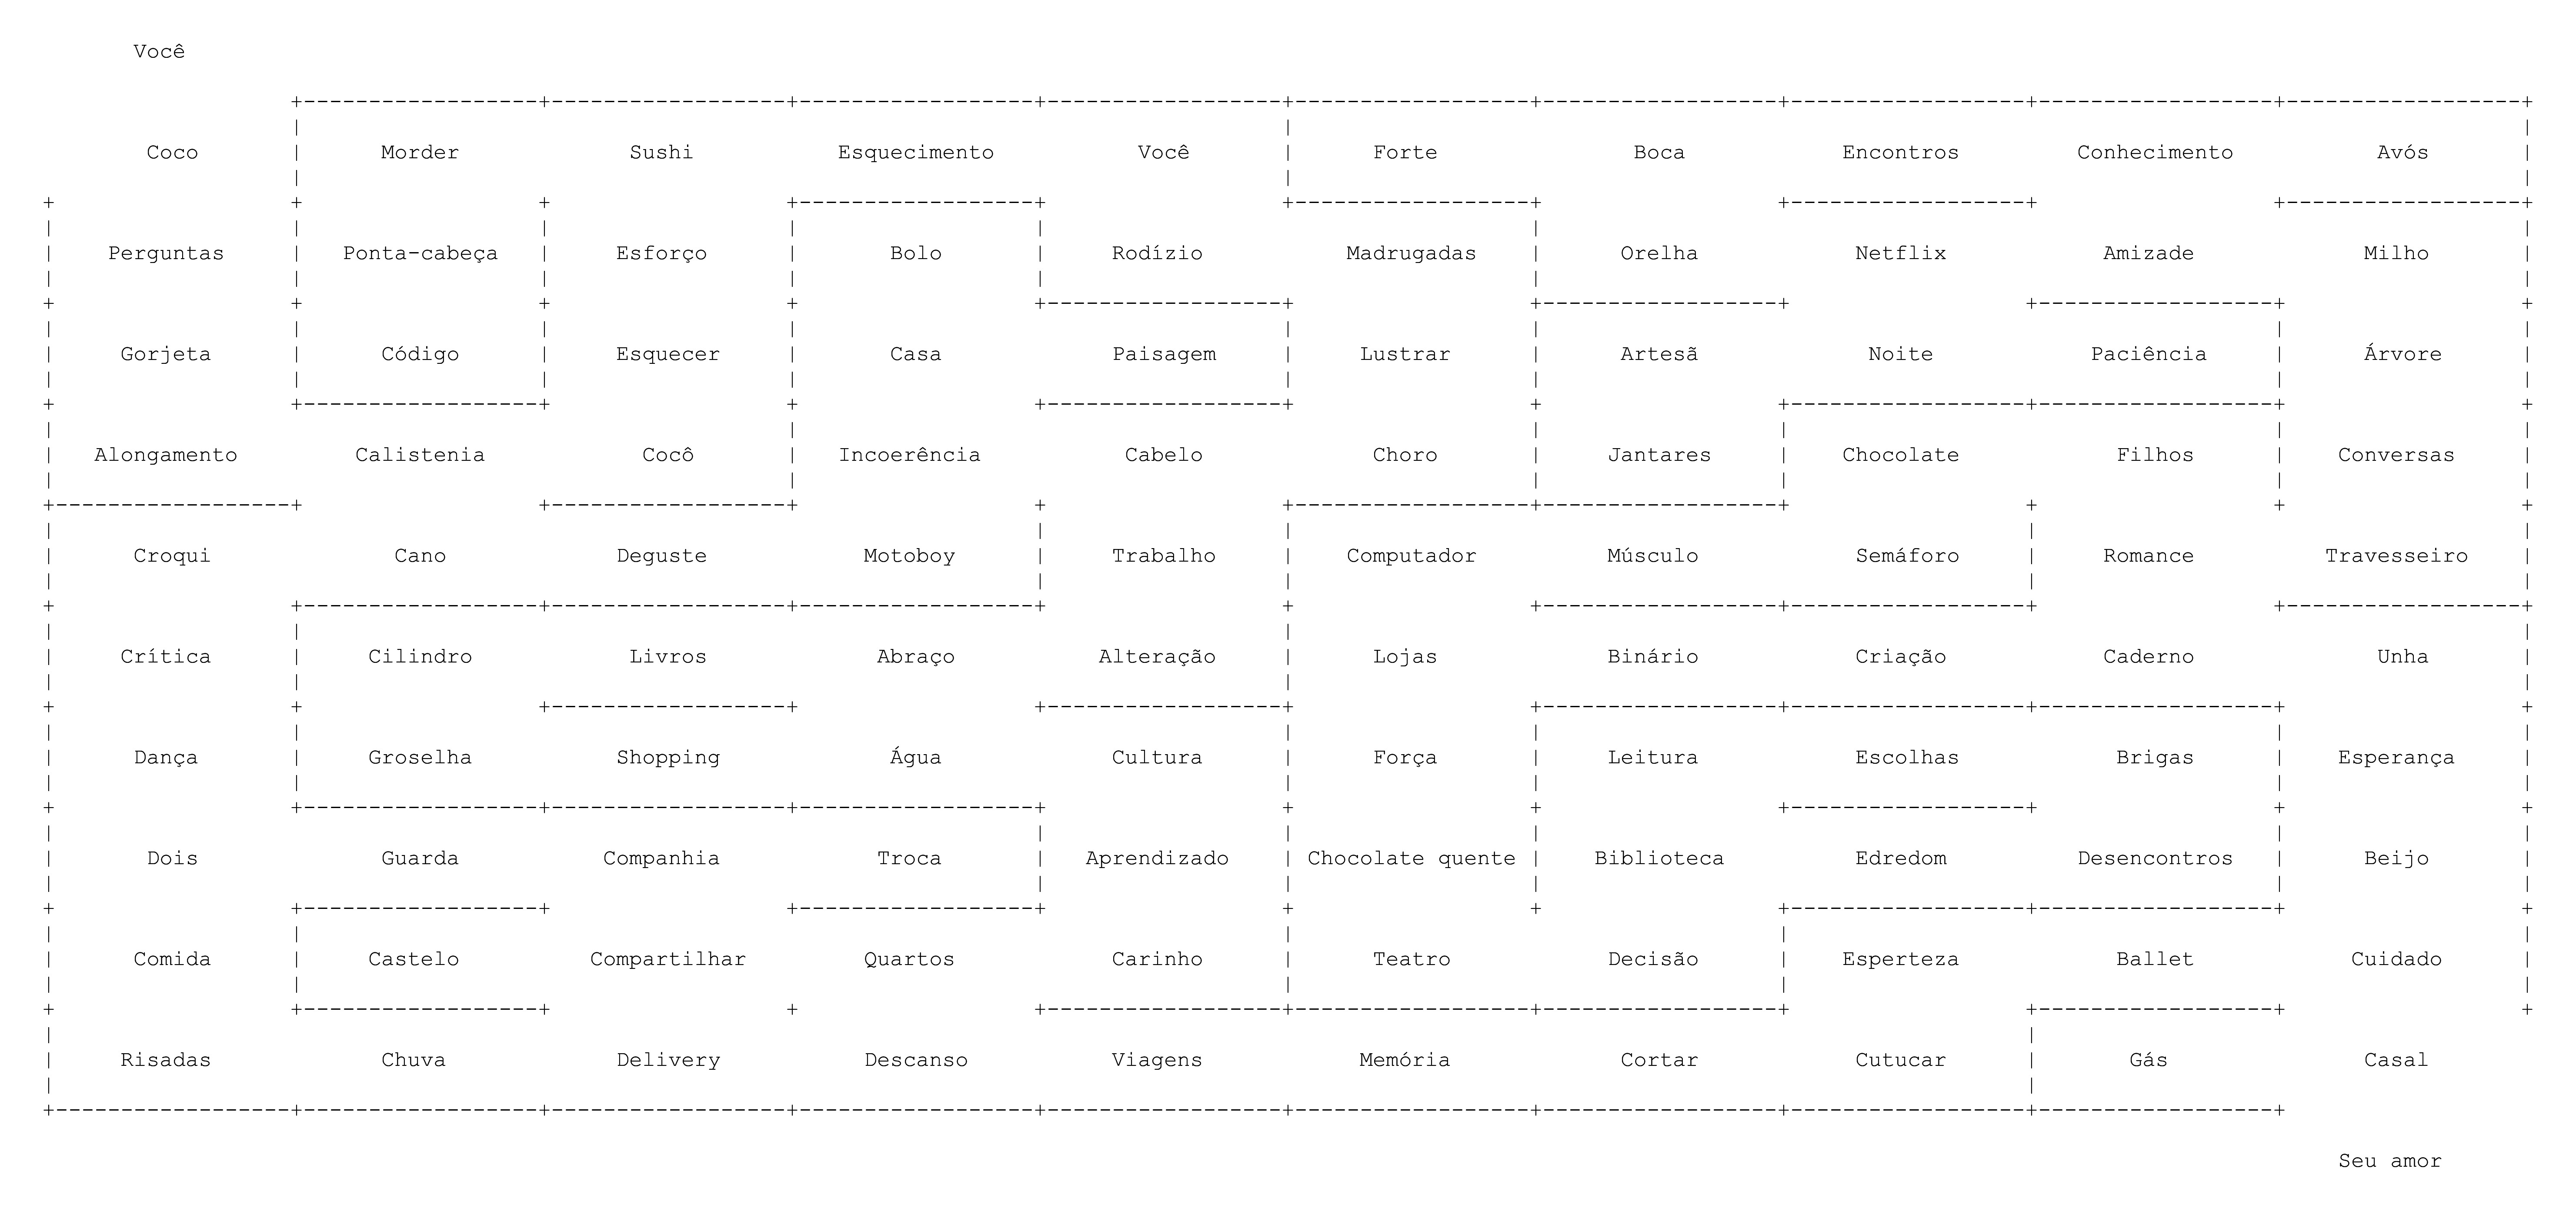 Você
Coco Morder Sushi Esquecimento Você Forte Boca Encontros Conhecimento Avós
Perguntas Ponta-cabeça Esforço Bolo Rodízio Madrugadas Orelha Netflix Amizade Milho
Gorjeta Código Esquecer Casa Paisagem Lustrar Artesã Noite Paciência Árvore
Alongamento Calistenia Cocô Incoerência Cabelo Choro Jantares Chocolate Filhos Conversas
Croqui Cano Deguste Motoboy Trabalho Computador Músculo Semáforo Romance Travesseiro
Crítica Cilindro Livros Abraço Alteração Lojas Binário Criação Caderno Unha
Dança Groselha Shopping Água Cultura Força Leitura Escolhas Brigas Esperança
Dois Guarda Companhia Troca Aprendizado Chocolate quente Biblioteca Edredom Desencontros Beijo
Comida Castelo Compartilhar Quartos Carinho Teatro Decisão Esperteza Ballet Cuidado
Risadas Chuva Delivery Descanso Viagens Memória Cortar Cutucar Gás Casal
Seu amor